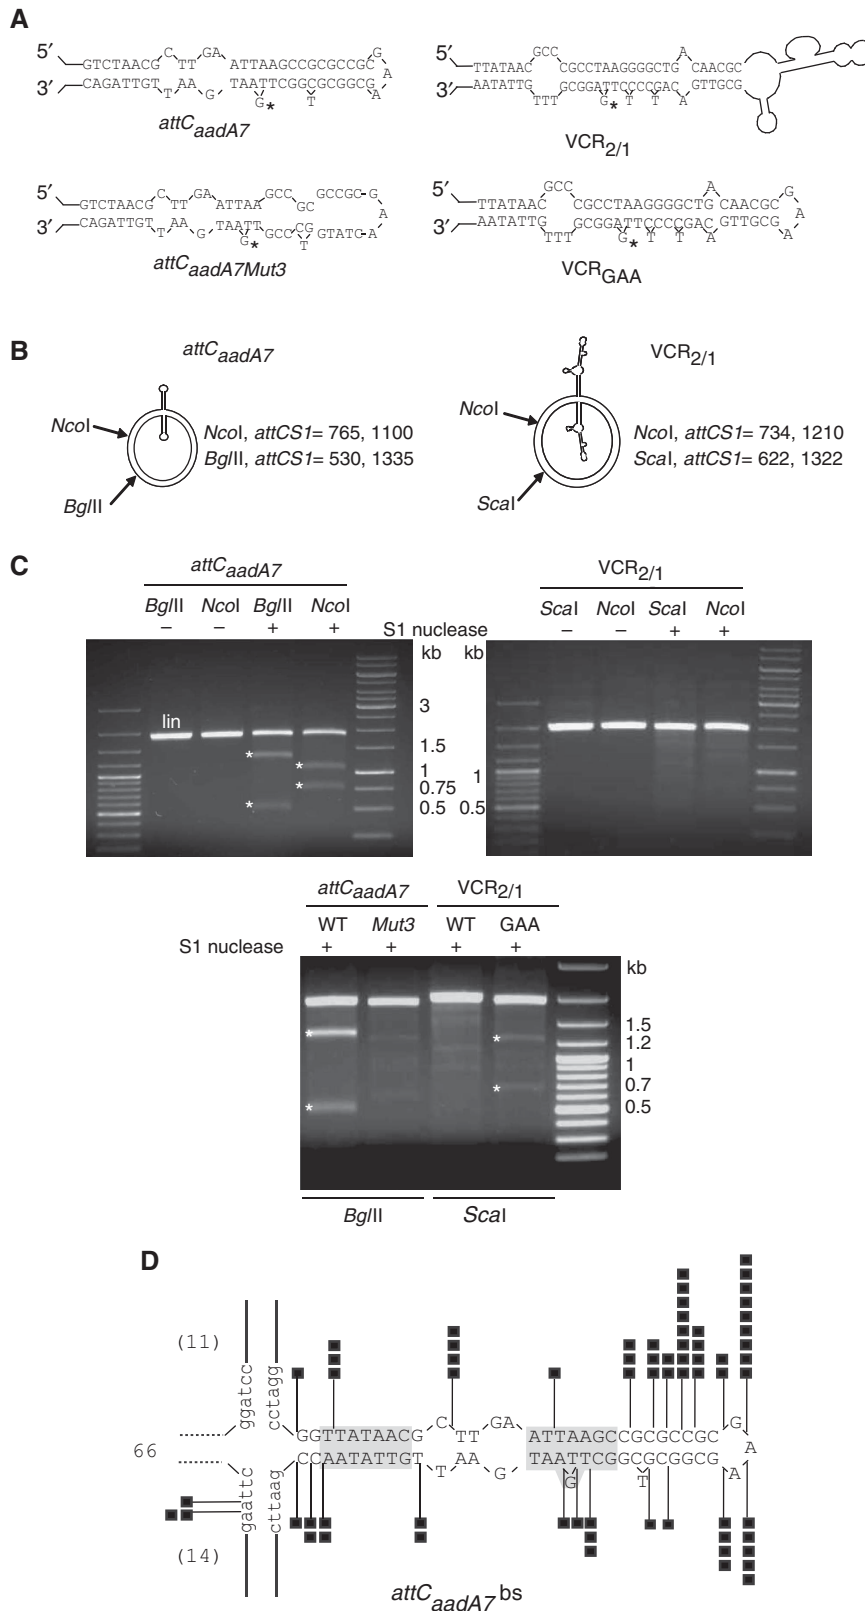 A
5′ GTCTAACG C TT GA ATTAAGCCGCGCCGC G
A
3′ CAGATTGT T AA G TAATTCGGCGCGGCG A
G * T
attCaadA7
5′ TTATAAC GCC CGCCTAAGGGGCTG A CAACGC
3′ AATATTG TTT GCGGATTCCCCGAC A GTTGCG
G * T T
VCR2/1
5′ GTCTAACG C TT GA ATTAA GCC GC GCCGC G
A
3′ CAGATTGT T AA G TAATT GCC CG GTATC A
G * T
attCaadA7Mut3
5′ TTATAAC GCC CGCCTAAGGGGCTG A CAACGC G
A
3′ AATATTG TTT GCGGATTCCCCGAC A GTTGCG A
G * T T
VCRGAA
B
attCaadA7
NcoI
BglII
NcoI, attCS1= 765, 1100
BglII, attCS1= 530, 1335
VCR2/1
NcoI
ScaI
NcoI, attCS1= 734, 1210
ScaI, attCS1= 622, 1322
C
attCaadA7
BglII NcoI BglII NcoI
– – + +
S1 nuclease
VCR2/1
ScaI NcoI ScaI NcoI
– – + +
kb kb
lin
3
1.5
1 1
0.75
0.5 0.5
* * * *
attCaadA7 VCR2/1
WT Mut3 WT GAA
S1 nuclease + + + +
kb
1.5
1.2
1
0.7
0.5
* * * *
BglII ScaI
D
(11)
ggatcc cctagg
66
GGTTATAACG C TT GA ATTAAGCCGCGCCGC G
A
CCAATATTGT T AA G TAATTCGGCGCGGCG A
G T
gaattc cttaag
(14)
attCaadA7 bs